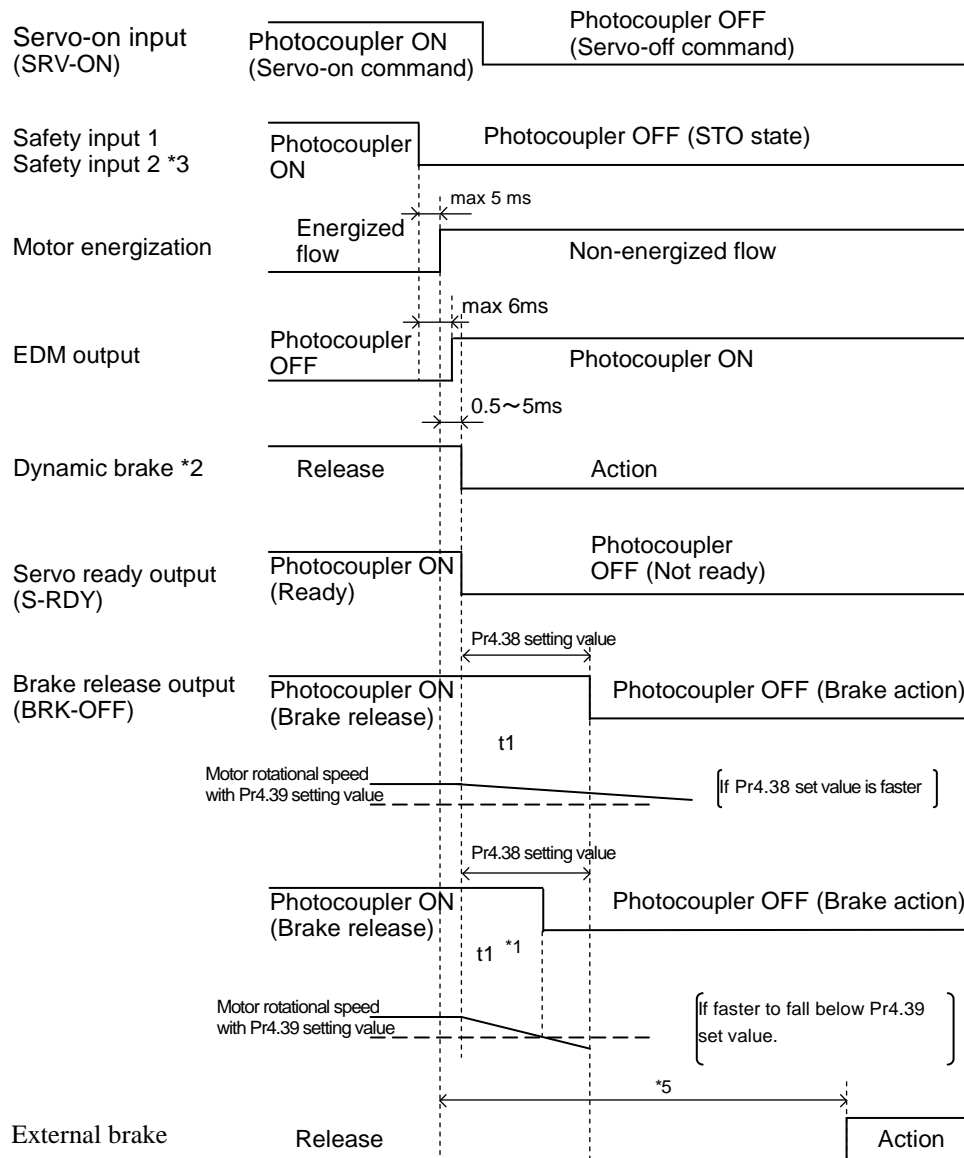 Servo-on input
(SRV-ON)
Photocoupler ON
(Servo-on command)
Photocoupler OFF
(Servo-off command)
Safety input 1
Safety input 2 *3
Photocoupler
ON
Photocoupler OFF (STO state)
max 5 ms
Motor energization
Energized
flow
Non-energized flow
max 6ms
EDM output
Photocoupler
OFF
Photocoupler ON
0.5～5ms
Dynamic brake *2
Release
Action
Servo ready output
(S-RDY)
Photocoupler ON
(Ready)
Photocoupler
OFF (Not ready)
Pr4.38 setting value
Brake release output
(BRK-OFF)
Photocoupler ON
(Brake release)
Photocoupler OFF (Brake action)
t1
Motor rotational speed
with Pr4.39 setting value
If Pr4.38 set value is faster
Pr4.38 setting value
Photocoupler ON
(Brake release)
Photocoupler OFF (Brake action)
t1 *1
Motor rotational speed
with Pr4.39 setting value
If faster to fall below Pr4.39
set value.
*5
External brake
Release
Action